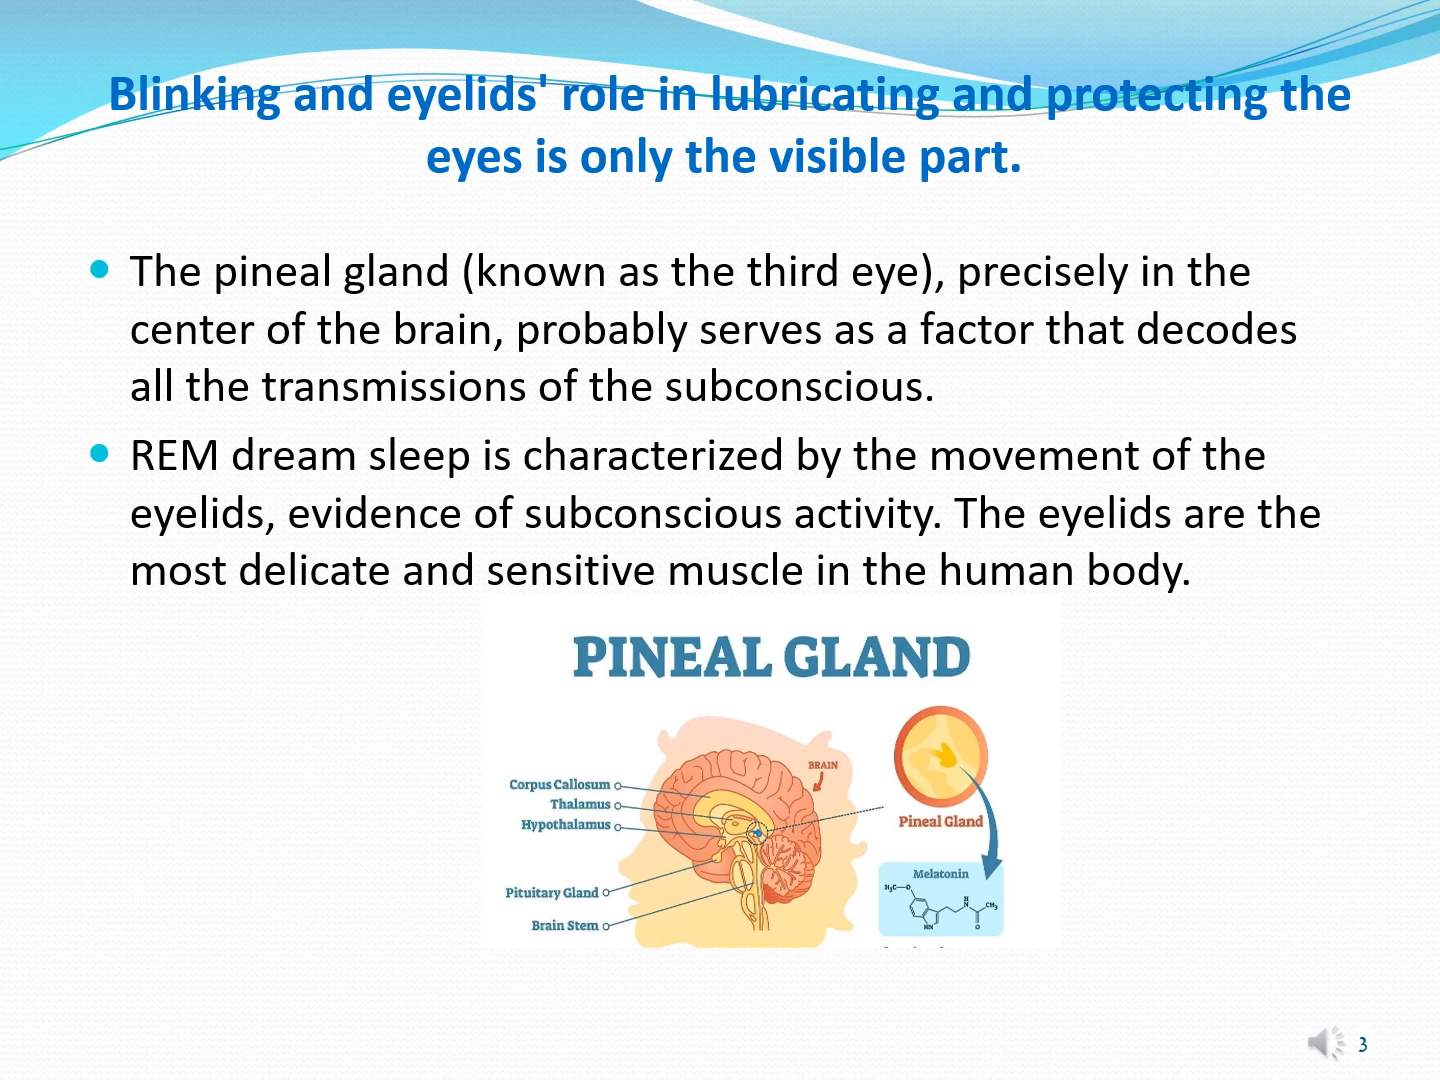 Blinking and eyelids' role in lubricating and protecting the
eyes is only the visible part.
The pineal gland (known as the third eye), precisely in the
center of the brain, probably serves as a factor that decodes
all the transmissions of the subconscious.
REM dream sleep is characterized by the movement of the
eyelids, evidence of subconscious activity. The eyelids are the
most delicate and sensitive muscle in the human body.
PINEAL GLAND
BRAIN
Corpus Callosum
Thalamus
Hypothalamus
Pineal Gland
Pituitary Gland
Brain Stem
Melatonin
H₃C
O
H
N
CH₃
HN
O
3